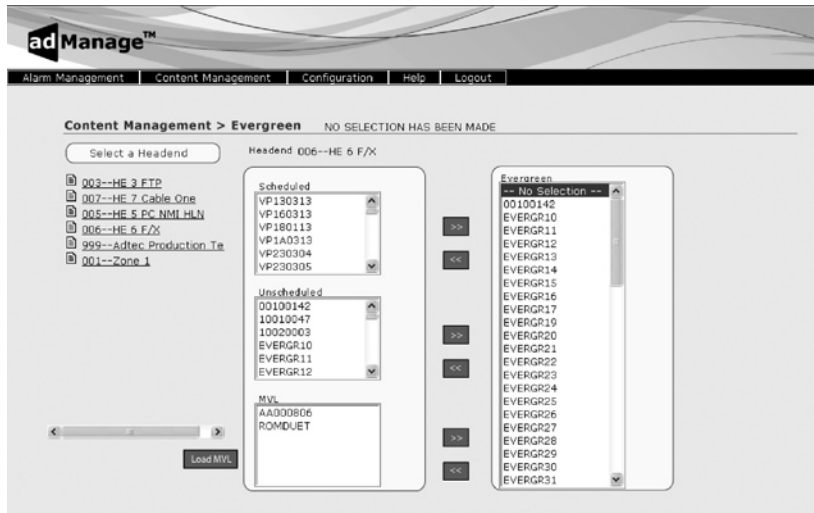 adManage™
Alarm Management Content Management Configuration Help Logout
Content Management > Evergreen NO SELECTION HAS BEEN MADE
Select a Headend
003--HE 3 FTP
007--HE 7 Cable One
005--HE 5 PC NMI HLN
006--HE 6 F/X
999--Adtec Production Te
001--Zone 1
Load MVL
Headend 006--HE 6 F/X
Scheduled
VP130313
VP160313
VP180113
VP1A0313
VP230304
VP230305
Unscheduled
00100142
10010047
10020003
EVERGR10
EVERGR11
EVERGR12
MVL
AA000806
ROMDUET
>>
<<
>>
<<
>>
<<
Evergreen
-- No Selection --
00100142
EVERGR10
EVERGR11
EVERGR12
EVERGR13
EVERGR14
EVERGR15
EVERGR16
EVERGR17
EVERGR19
EVERGR20
EVERGR21
EVERGR22
EVERGR23
EVERGR24
EVERGR25
EVERGR26
EVERGR27
EVERGR28
EVERGR29
EVERGR30
EVERGR31